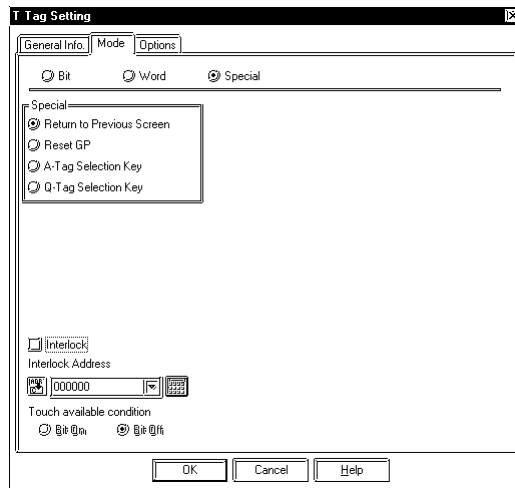 T Tag Setting
General Info. Mode Options
Bit Word Special
Special
Return to Previous Screen
Reset GP
A-Tag Selection Key
Q-Tag Selection Key
Interlock
Interlock Address
000000
Touch available condition
Bit On Bit Off
OK Cancel Help